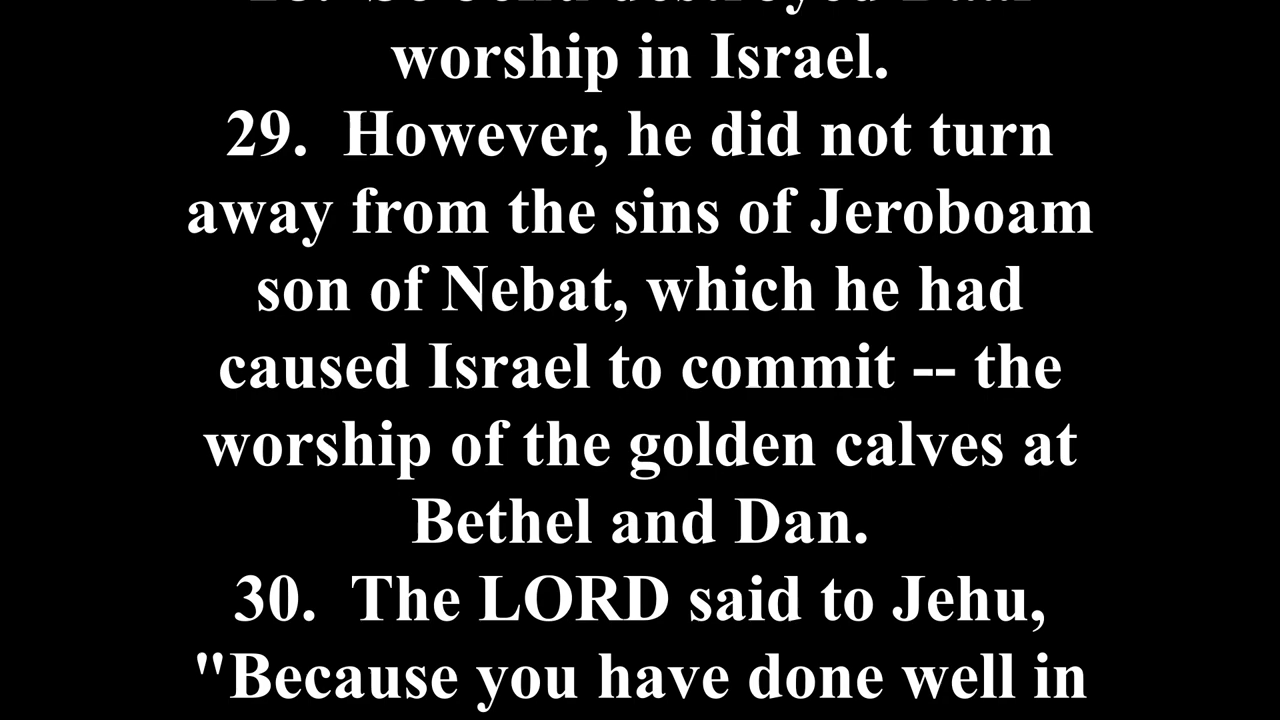 worship in Israel.
29. However, he did not turn
away from the sins of Jeroboam
son of Nebat, which he had
caused Israel to commit -- the
worship of the golden calves at
Bethel and Dan.
30. The LORD said to Jehu,
"Because you have done well in